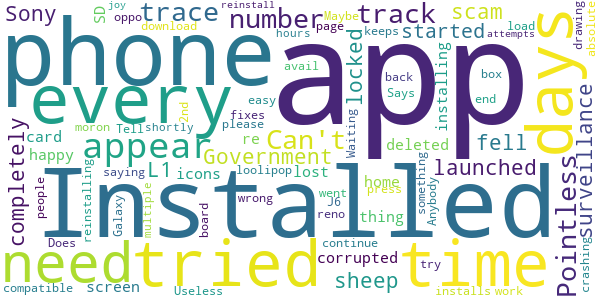 Sony
SD
joy
oppo
drawing
reinstall
Maybe
download
trace
number
page
track
scam
load
absolute
hours
keeps
started
attempts
phone
app
days
every
2nd
fixes
avail
easy
locked
back
Says
box
end
installing
Surveillance
Pointless
completely
card
happy
moron
Tell
shortly
please
Waiting
appear
Can't
re
deleted
fell
Government
L1
icons
loolipop
lost
home
press
launched
people
reinstalling
saying
Galaxy
multiple
Installed
board
wrong
went
J6
reno
thing
something
Anybody
Does
continue
corrupted
try
crashing
need
tried
time
compatible
screen
Useless
sheep
installs
work